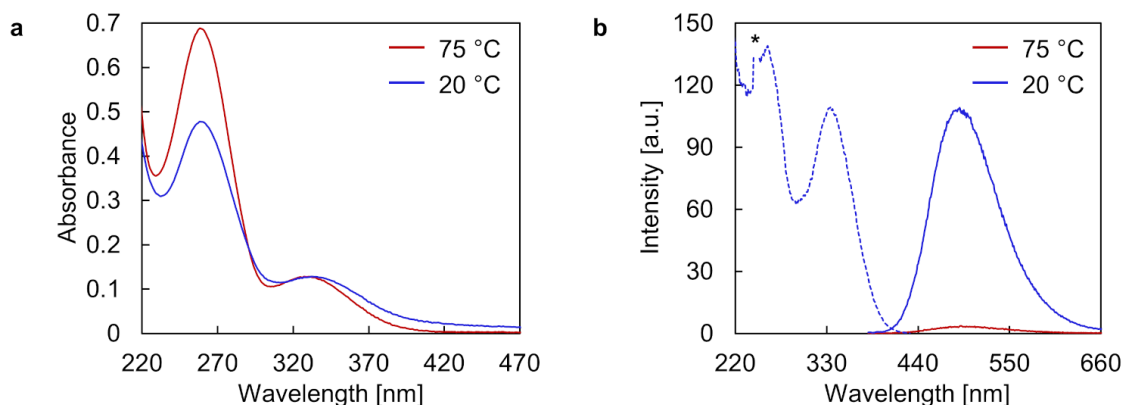 a
0.7
0.6
0.5
0.4
0.3
0.2
0.1
0
Absorbance
75 °C
20 °C
220 270 320 370 420 470
Wavelength [nm]
b
150
120
90
60
30
0
Intensity [a.u.]
*
75 °C
20 °C
220 330 440 550 660
Wavelength [nm]